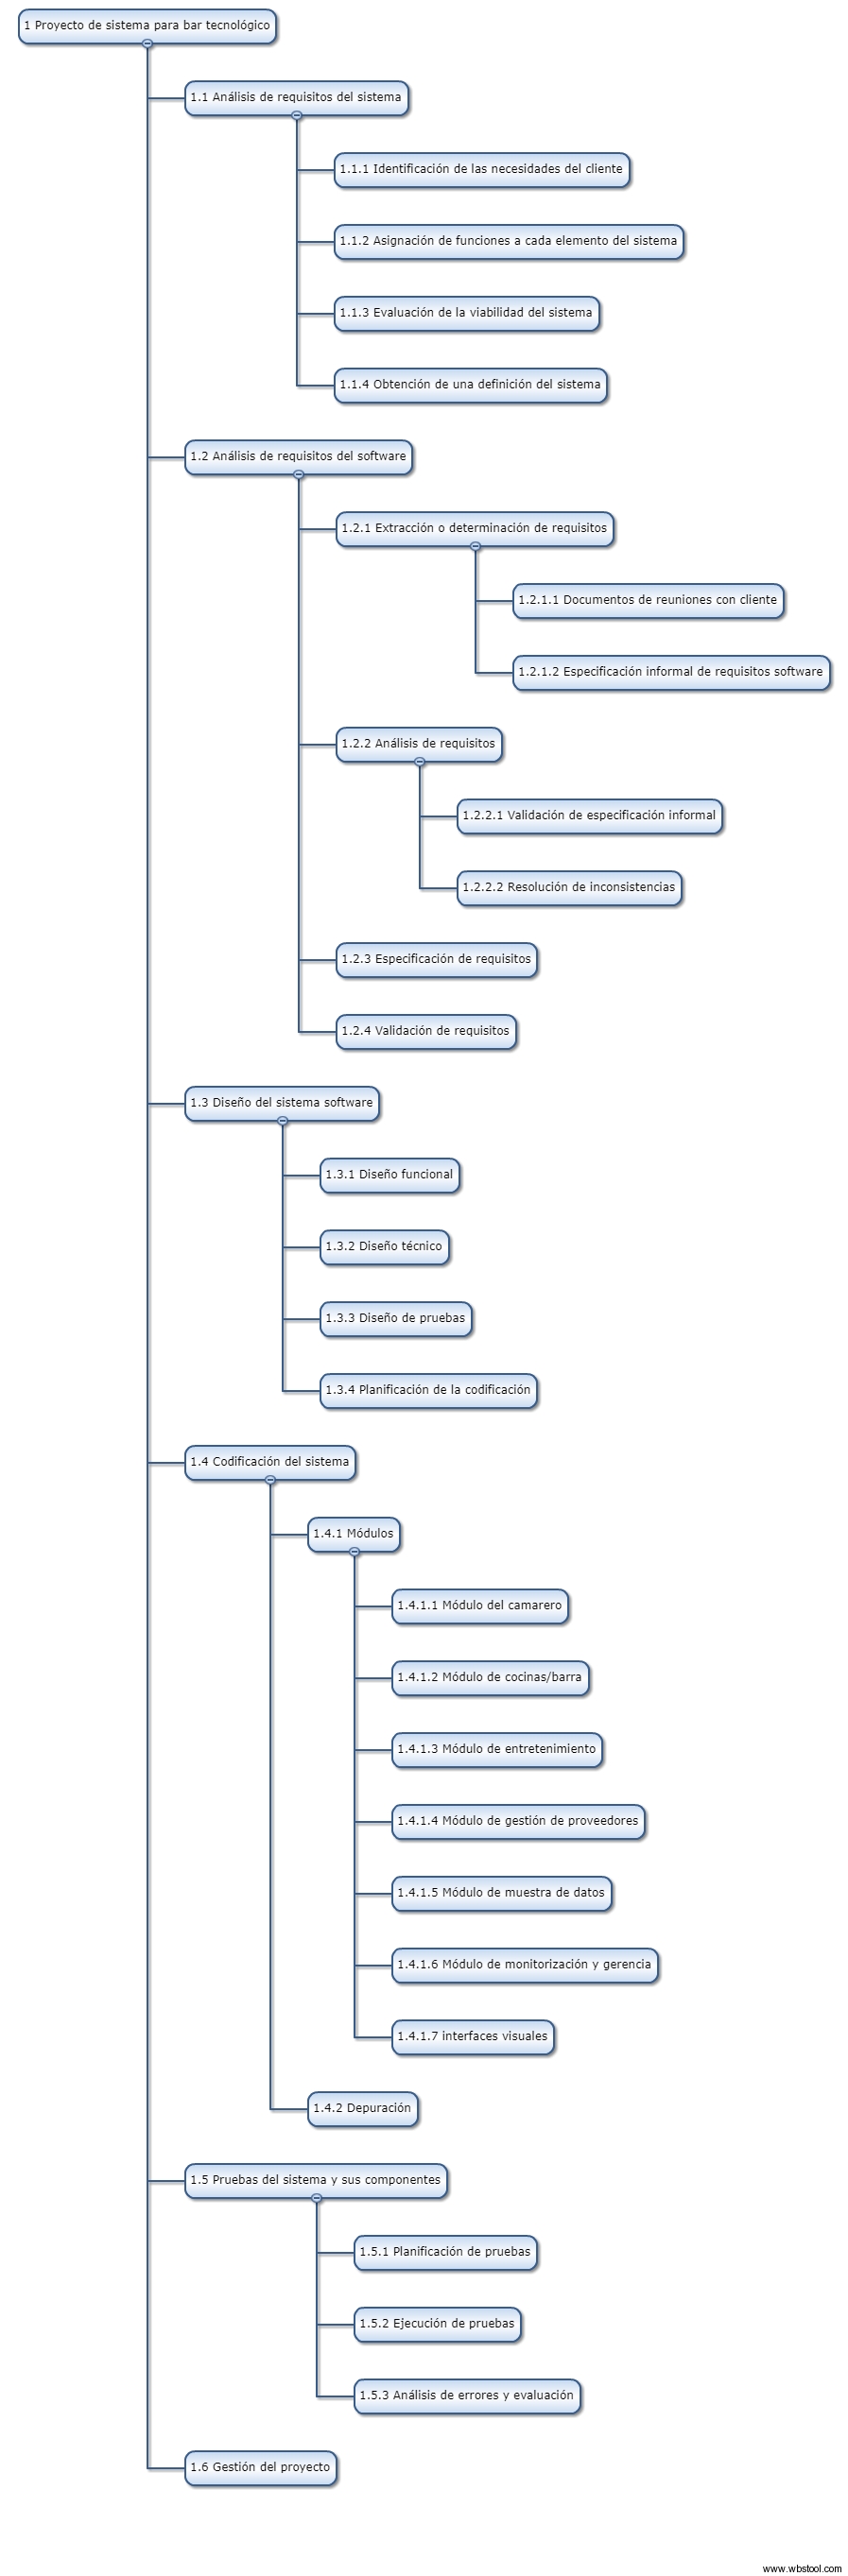 1 Proyecto de sistema para bar tecnológico
1.1 Análisis de requisitos del sistema
1.1.1 Identificación de las necesidades del cliente
1.1.2 Asignación de funciones a cada elemento del sistema
1.1.3 Evaluación de la viabilidad del sistema
1.1.4 Obtención de una definición del sistema
1.2 Análisis de requisitos del software
1.2.1 Extracción o determinación de requisitos
1.2.1.1 Documentos de reuniones con cliente
1.2.1.2 Especificación informal de requisitos software
1.2.2 Análisis de requisitos
1.2.2.1 Validación de especificación informal
1.2.2.2 Resolución de inconsistencias
1.2.3 Especificación de requisitos
1.2.4 Validación de requisitos
1.3 Diseño del sistema software
1.3.1 Diseño funcional
1.3.2 Diseño técnico
1.3.3 Diseño de pruebas
1.3.4 Planificación de la codificación
1.4 Codificación del sistema
1.4.1 Módulos
1.4.1.1 Módulo del camarero
1.4.1.2 Módulo de cocinas/barra
1.4.1.3 Módulo de entretenimiento
1.4.1.4 Módulo de gestión de proveedores
1.4.1.5 Módulo de muestra de datos
1.4.1.6 Módulo de monitorización y gerencia
1.4.1.7 interfaces visuales
1.4.2 Depuración
1.5 Pruebas del sistema y sus componentes
1.5.1 Planificación de pruebas
1.5.2 Ejecución de pruebas
1.5.3 Análisis de errores y evaluación
1.6 Gestión del proyecto
www.wbstool.com